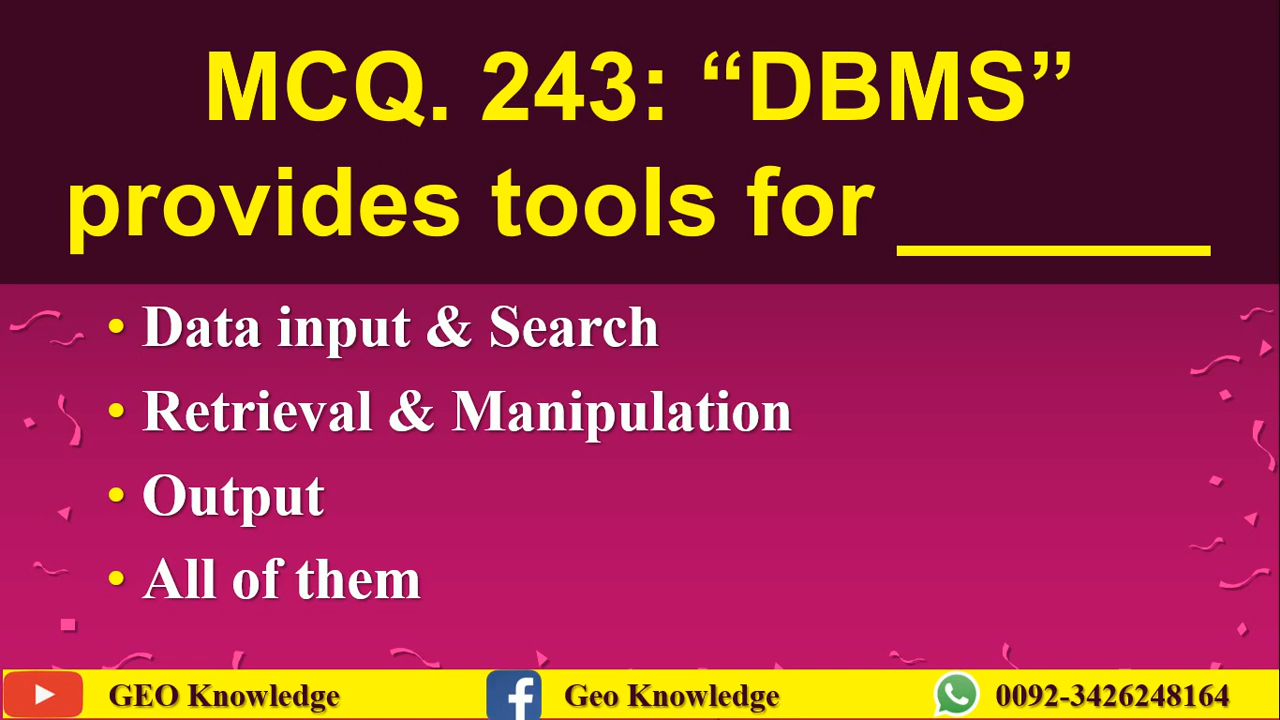 MCQ. 243: “DBMS”
provides tools for ______
• Data input & Search
• Retrieval & Manipulation
• Output
• All of them
GEO Knowledge Geo Knowledge 0092-3426248164